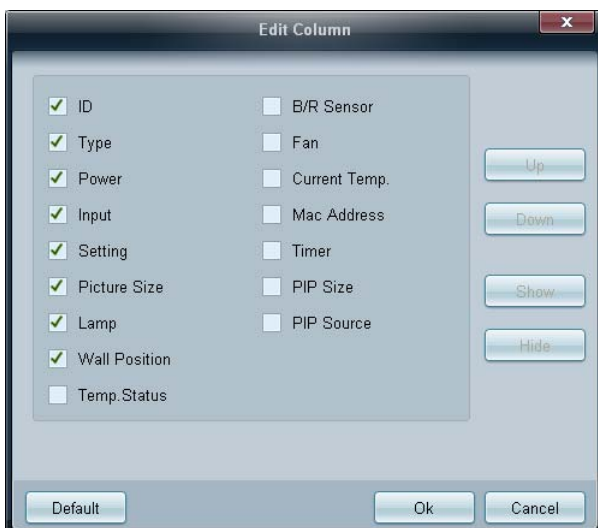 Edit Column
x
ID
Type
Power
Input
Setting
Picture Size
Lamp
Wall Position
Temp.Status
B/R Sensor
Fan
Current Temp.
Mac Address
Timer
PIP Size
PIP Source
Up
Down
Show
Hide
Default
Ok
Cancel